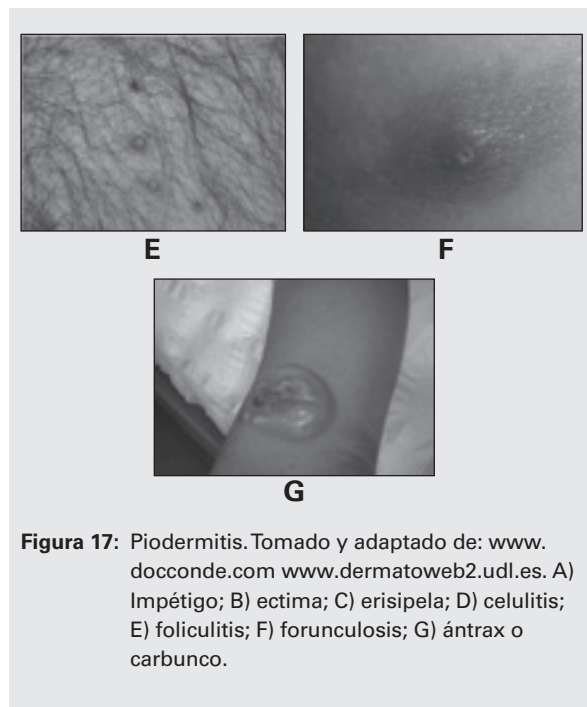 E
F
G
Figura 17: Piodermitis. Tomado y adaptado de: www.
docconde.com www.dermatoweb2.udl.es. A)
Impétigo; B) ectima; C) erisipela; D) celulitis;
E) foliculitis; F) forunculosis; G) ántrax o
carbunco.